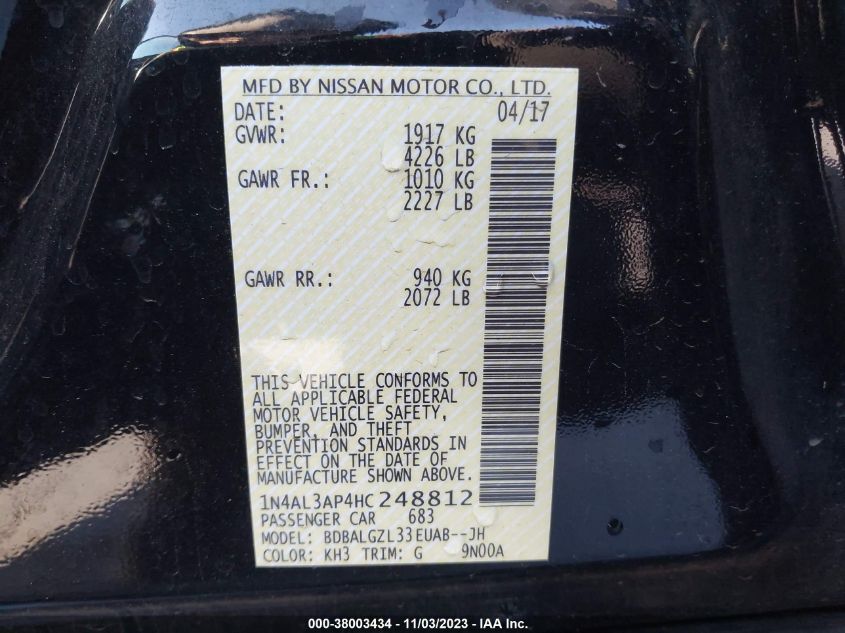 MFD BY NISSAN MOTOR CO., LTD.
DATE: 04/17
GVWR: 1917 KG
4226 LB
GAWR FR.: 1010 KG
2227 LB
GAWR RR.: 940 KG
2072 LB
THIS VEHICLE CONFORMS TO
ALL APPLICABLE FEDERAL
MOTOR VEHICLE SAFETY,
BUMPER, AND THEFT
PREVENTION STANDARDS IN
EFFECT ON THE DATE OF
MANUFACTURE SHOWN ABOVE.
1N4AL3AP4HC248812
PASSENGER CAR 683
MODEL: BDBALGZL33EUAB--JH
COLOR: KH3 TRIM: G 9N00A
000-38003434 - 11/03/2023 - IAA Inc.